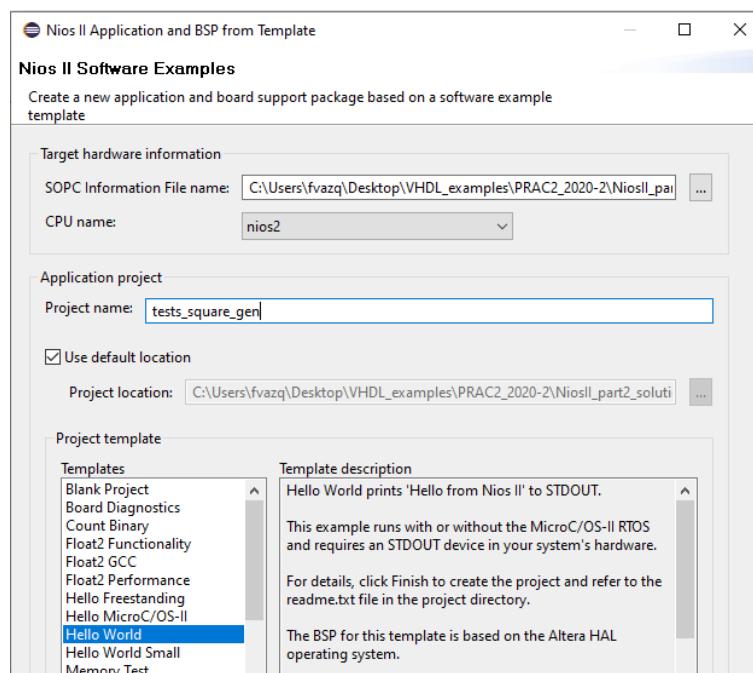 Nios II Application and BSP from Template
Nios II Software Examples
Create a new application and board support package based on a software example
template
Target hardware information
SOPC Information File name: C:\Users\fvazq\Desktop\VHDL_examples\PRAC2_2020-2\NiosII_par ...
CPU name: nios2
Application project
Project name: tests_square_gen
Use default location
Project location: C:\Users\fvazq\Desktop\VHDL_examples\PRAC2_2020-2\NiosII_part2_soluti ...
Project template
Templates
Blank Project
Board Diagnostics
Count Binary
Float2 Functionality
Float2 GCC
Float2 Performance
Hello Freestanding
Hello MicroC/OS-II
Hello World
Hello World Small
Memory Test
Template description
Hello World prints 'Hello from Nios II' to STDOUT.
This example runs with or without the MicroC/OS-II RTOS
and requires an STDOUT device in your system's hardware.
For details, click Finish to create the project and refer to the
readme.txt file in the project directory.
The BSP for this template is based on the Altera HAL
operating system.